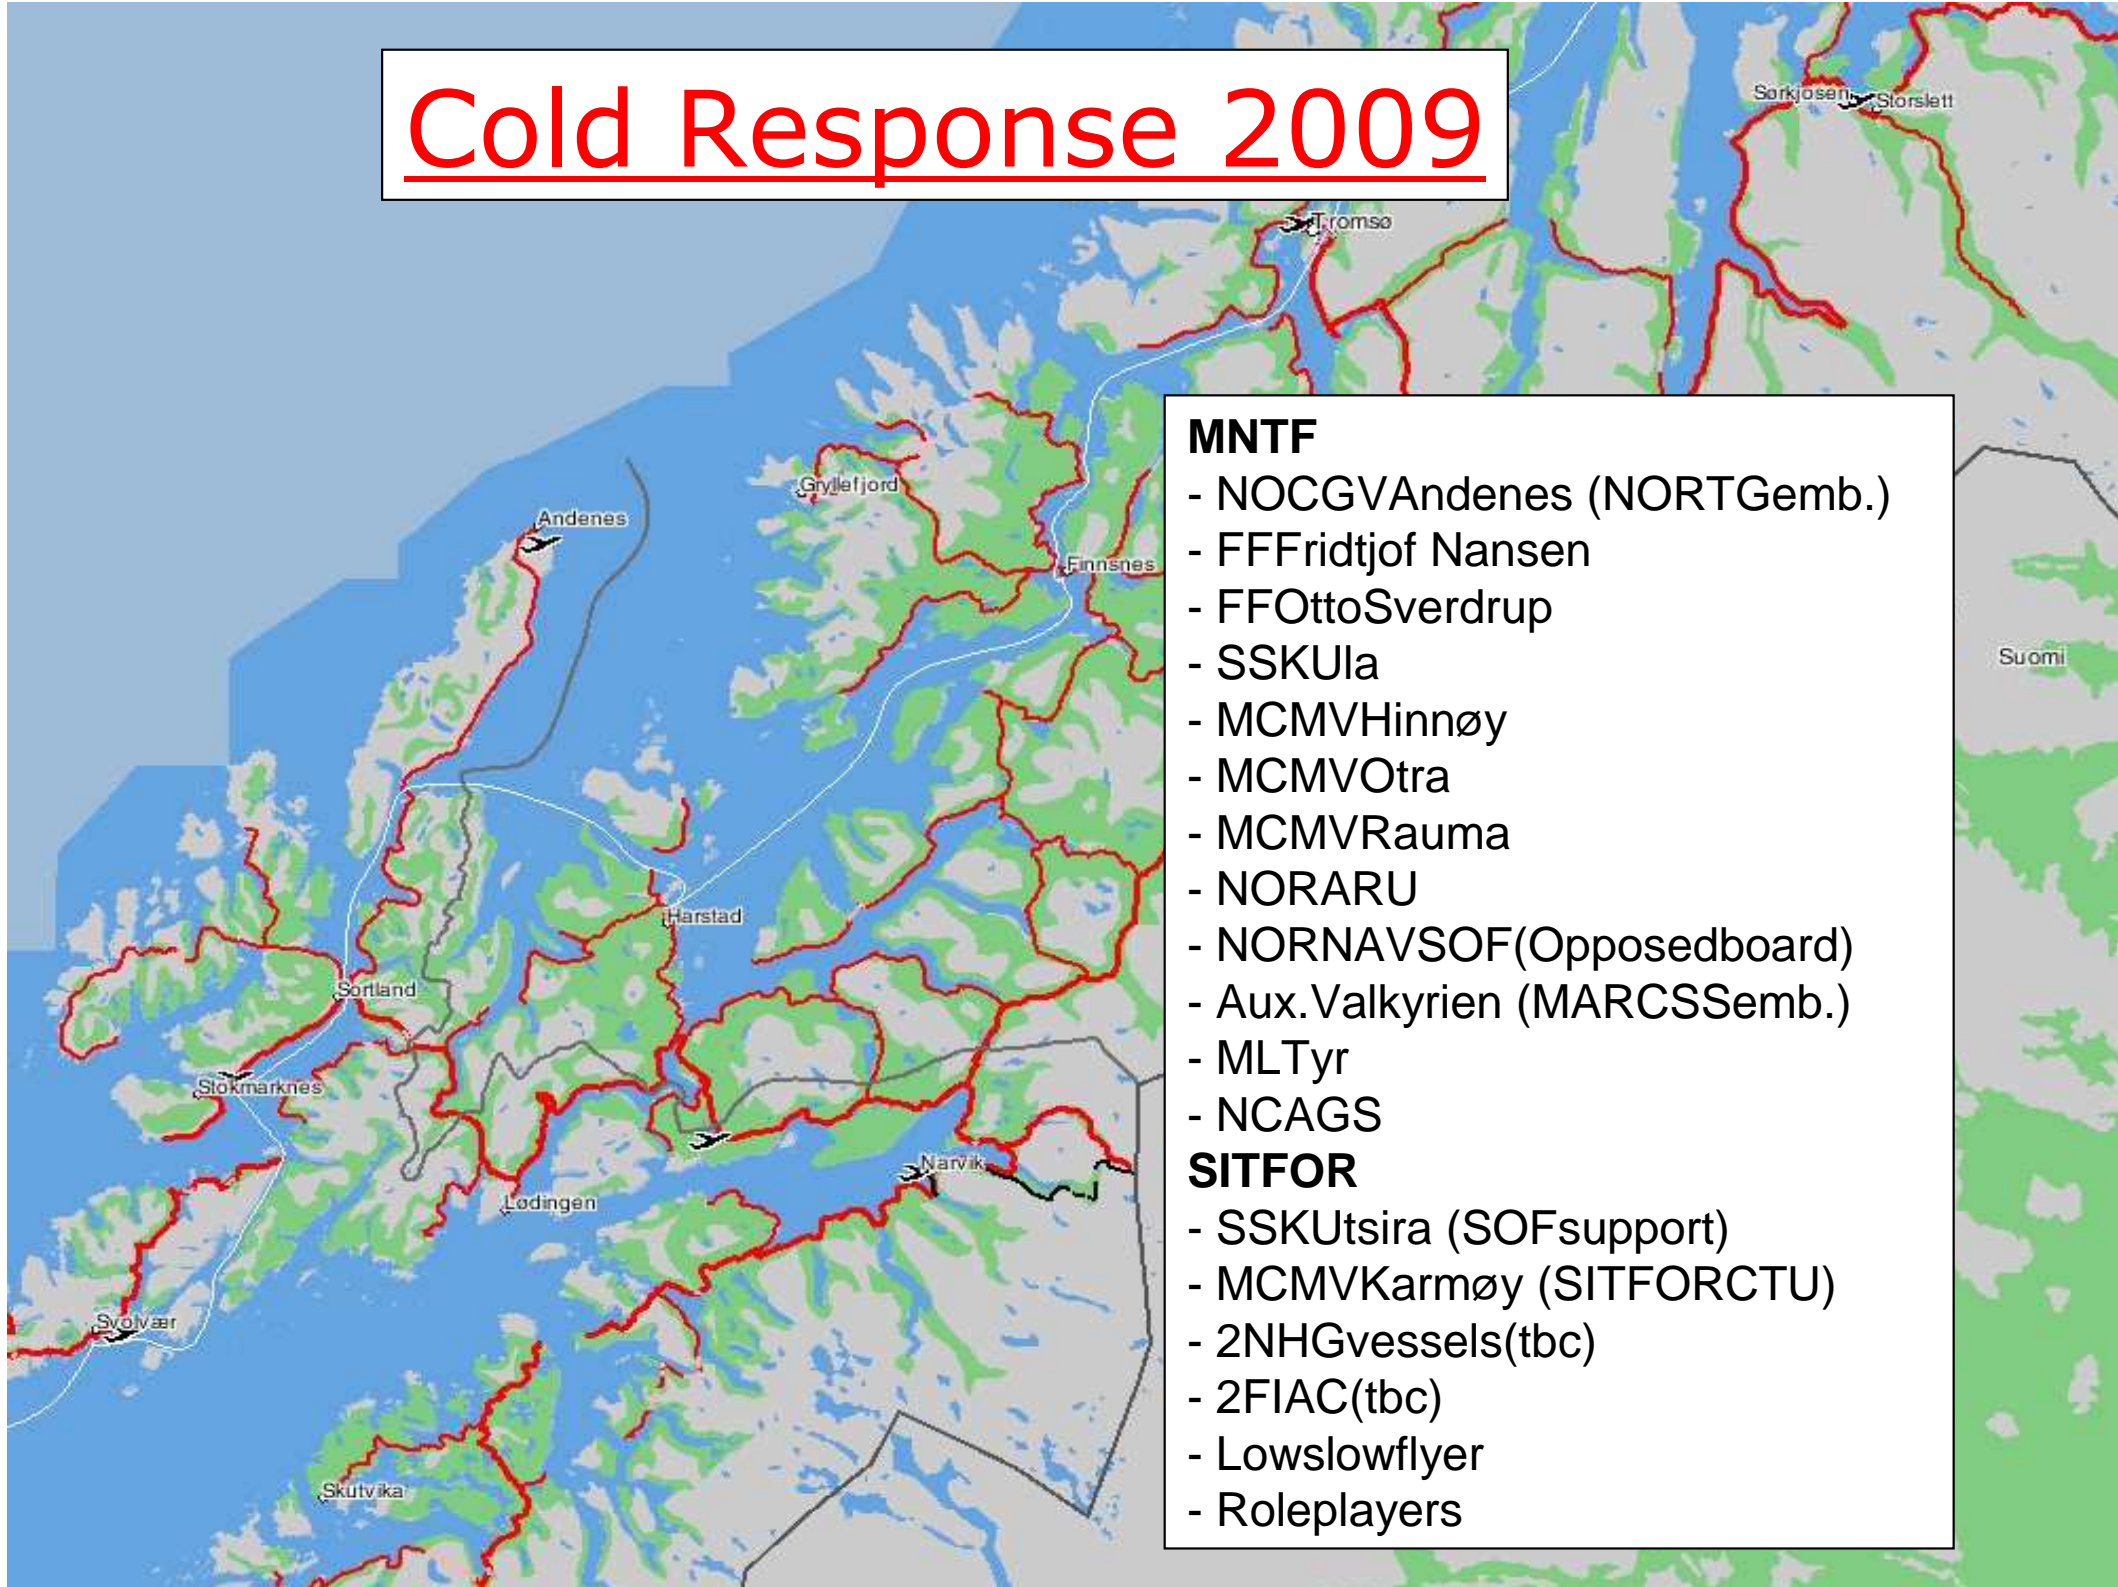 Cold Response 2009
Sørkjosen
Storslett
Tromsø
MNTF
- NOCGVAndenes (NORTGemb.)
- FFFridtjof Nansen
- FFOttoSverdrup
- SSKUla
- MCMVHinnøy
- MCMVOtra
- MCMVRauma
- NORARU
- NORNAVSOF(Opposedboard)
- Aux.Valkyrien (MARCSSemb.)
- MLTyr
- NCAGS
SITFOR
- SSKUtsira (SOFsupport)
- MCMVKarmøy (SITFORCTU)
- 2NHGvessels(tbc)
- 2FIAC(tbc)
- Lowslowflyer
- Roleplayers
Gryllefjord
Andenes
Finnsnes
Suomi
Harstad
Sortland
Stokmarknes
Narvik
Lødingen
Svolvær
Skutvika